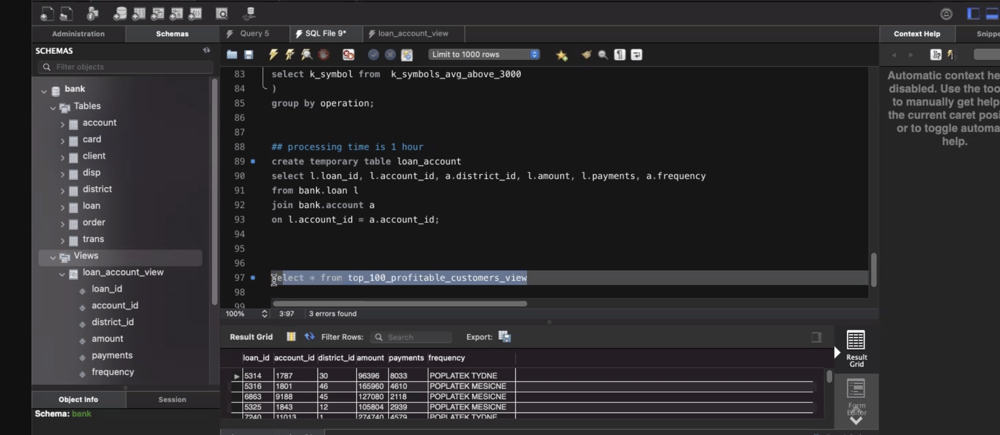 Administration
Schemas
Query 5
SQL File 9*
loan_account_view
Context Help
SCHEMAS
Filter objects
Limit to 1000 rows
bank
Tables
account
card
client
disp
district
loan
order
trans
Views
loan_account_view
loan_id
account_id
district_id
amount
payments
frequency
Object Info
Session
Schema: bank
83 select k_symbol from k_symbols_avg_above_3000
84 )
85 group by operation;
86
87
88 ## processing time is 1 hour
89 create temporary table loan_account
90 select l.loan_id, l.account_id, a.district_id, l.amount, l.payments, a.frequency
91 from bank.loan l
92 join bank.account a
93 on l.account_id = a.account_id;
94
95
96
97 select * from top_100_profitable_customers_view
98
99
100% 3:97 3 errors found
Result Grid Filter Rows: Search Export:
loan_id account_id district_id amount payments frequency
5314 1787 30 96396 8033 POPLATEK TYDNE
5316 1801 46 165960 4610 POPLATEK MESICNE
6863 9188 45 127080 2118 POPLATEK MESICNE
5325 1843 12 105804 2939 POPLATEK MESICNE
7240 11013 1 274740 4579 POPLATEK TYDNE
Result
Grid
Form
Editor
Automatic context he
disabled. Use the too
to manually get help
the current caret posi
or to toggle automa
help.